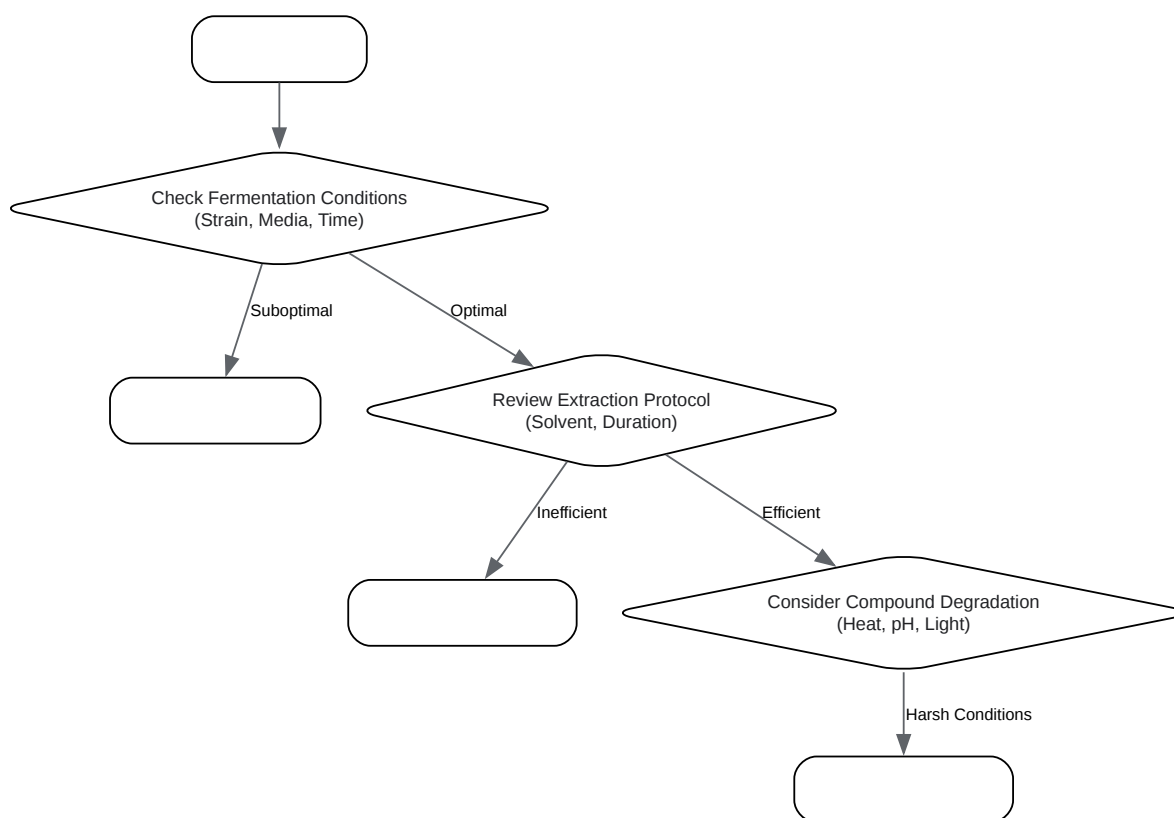 Check Fermentation Conditions
(Strain, Media, Time)
Suboptimal
Optimal
Review Extraction Protocol
(Solvent, Duration)
Inefficient
Efficient
Consider Compound Degradation
(Heat, pH, Light)
Harsh Conditions